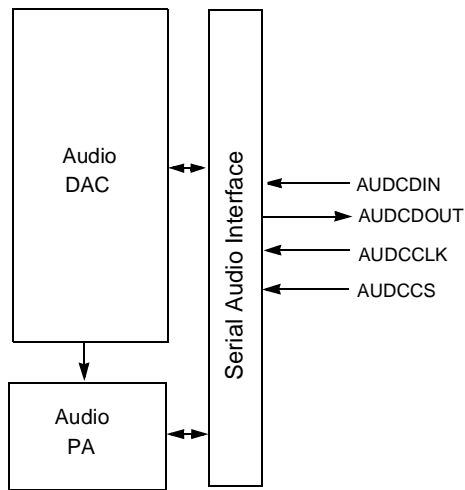 Audio
DAC
Serial Audio Interface
AUDCDIN
AUDCDOUT
AUDCCLK
AUDCCS
Audio
PA